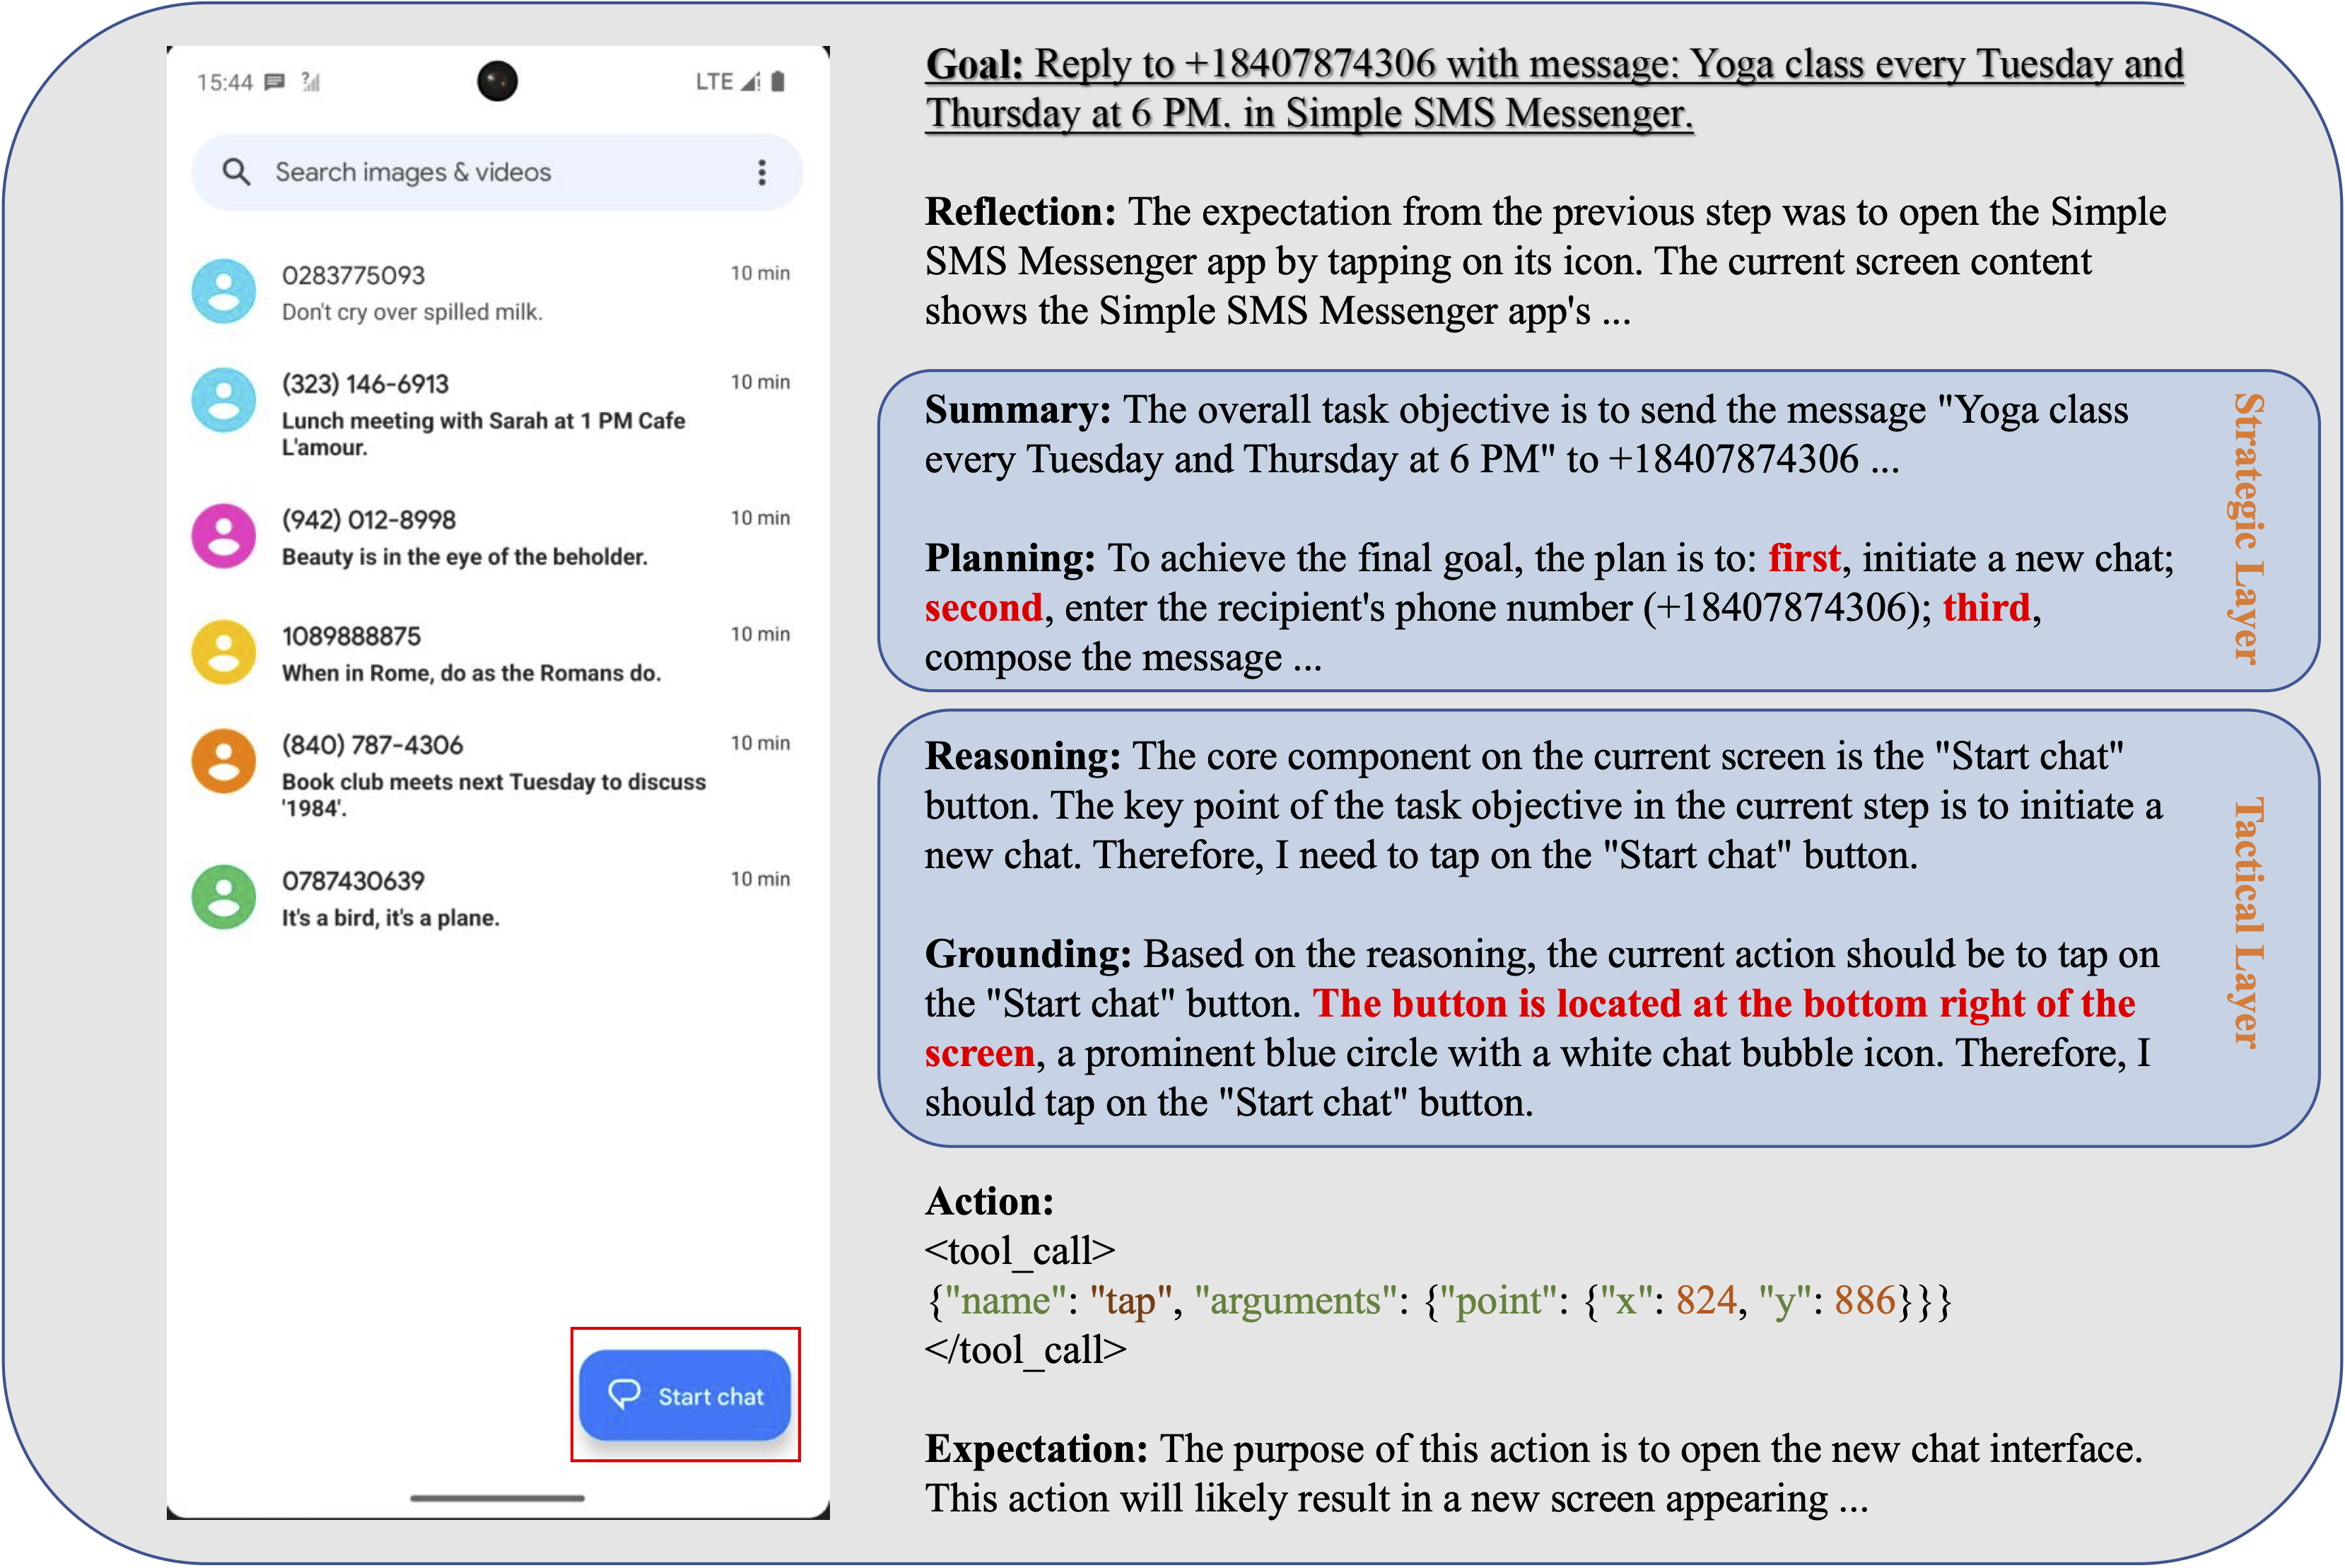 15:44
LTE
Search images & videos
0283775093
10 min
Don't cry over spilled milk.
(323) 146-6913
10 min
Lunch meeting with Sarah at 1 PM Cafe
L'amour.
(942) 012-8998
10 min
Beauty is in the eye of the beholder.
1089888875
10 min
When in Rome, do as the Romans do.
(840) 787-4306
10 min
Book club meets next Tuesday to discuss
'1984'.
0787430639
10 min
It's a bird, it's a plane.
Start chat
Goal: Reply to +18407874306 with message: Yoga class every Tuesday and
Thursday at 6 PM. in Simple SMS Messenger.
Reflection: The expectation from the previous step was to open the Simple
SMS Messenger app by tapping on its icon. The current screen content
shows the Simple SMS Messenger app's ...
Summary: The overall task objective is to send the message "Yoga class
every Tuesday and Thursday at 6 PM" to +18407874306 ...
Planning: To achieve the final goal, the plan is to: first, initiate a new chat;
second, enter the recipient's phone number (+18407874306); third,
compose the message ...
Strategic Layer
Reasoning: The core component on the current screen is the "Start chat"
button. The key point of the task objective in the current step is to initiate a
new chat. Therefore, I need to tap on the "Start chat" button.
Grounding: Based on the reasoning, the current action should be to tap on
the "Start chat" button. The button is located at the bottom right of the
screen, a prominent blue circle with a white chat bubble icon. Therefore, I
should tap on the "Start chat" button.
Tactical Layer
Action:
<tool_call>
{"name": "tap", "arguments": {"point": {"x": 824, "y": 886}}}
</tool_call>
Expectation: The purpose of this action is to open the new chat interface.
This action will likely result in a new screen appearing ...